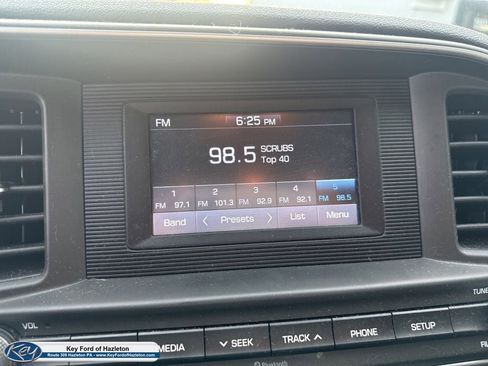 FM 6:25 PM
98.5 SCRUBS
Top 40
1 2 3 4 5
FM 97.1 FM 101.3 FM 92.9 FM 92.1 FM 98.5
Band < Presets > List Menu
TUNE
VOL
MEDIA SEEK TRACK PHONE SETUP
Bluetooth
Key
Key Ford of Hazleton
Route 309 Hazleton PA - www.KeyFordofHazleton.com